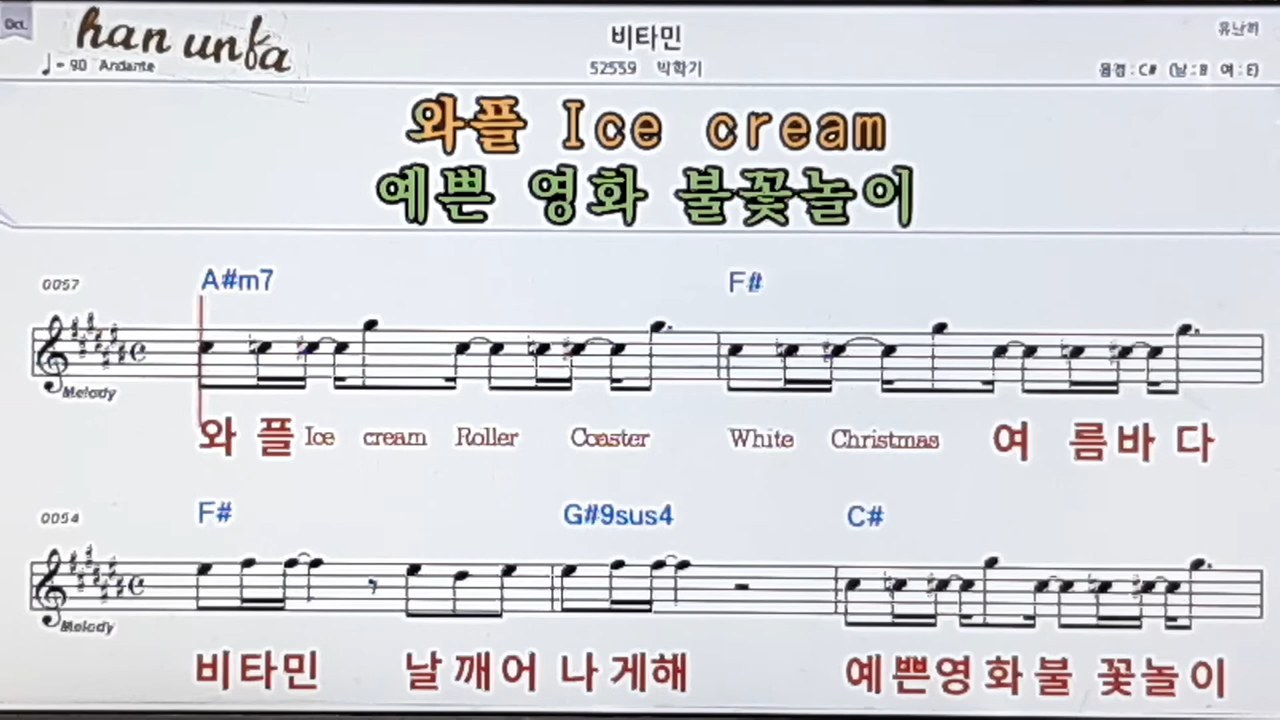 Oct.
han unfa
비타민
유난히
♩= 90 Andante
52559 박학기
음정 : C# (남 : B 여 : E)
와플 Ice cream
예쁜 영화 불꽃놀이
0057
A#m7 F#
Melody
와 플 Ice cream Roller Coaster White Christmas 여 름바 다
0054
F# G#9sus4 C#
Melody
비타민 날깨어 나게해 예쁜영화불 꽃놀이